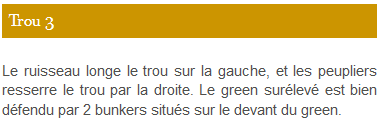 Trou 3
Le ruisseau longe le trou sur la gauche, et les peupliers
resserre le trou par la droite. Le green surélevé est bien
défendu par 2 bunkers situés sur le devant du green.